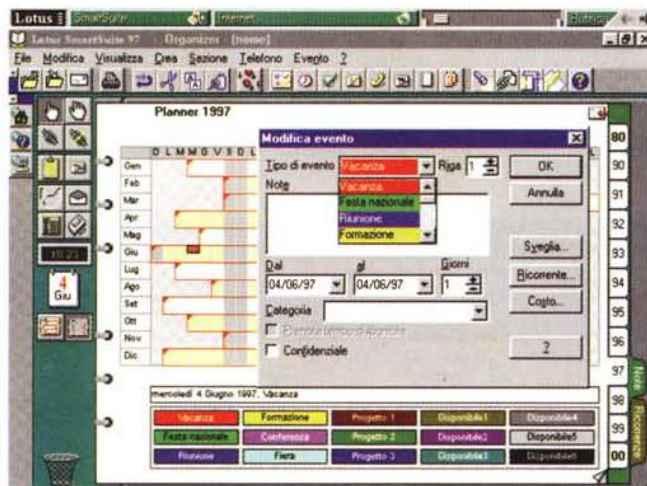 Lotus SmartSuite Internet Rubrica
Lotus SmartSuite 97 - Organizer - [nome]
File Modifica Visualizza Crea Sezione Telefono Evento ?
Planner 1997
D L M M G V S D L
Gen
Feb
Mar
Apr
Mag
Giu
Lug
Ago
Set
Ott
Nov
Dic
4
Giu
Modifica evento
Tipo di evento Vacanza Riga 1 OK
Note Vacanza Annulla
Festa nazionale
Riunione
Formazione Sveglia...
Dal al Giorni Ricorrente...
04/06/97 04/06/97 1 Costo...
Categoria
Prenota tempo disponibile
Confidenziale ?
80
90
91
92
93
94
95
96
97
98
99
00
Note
Ricorrenze
mercoledì 4 Giugno 1997, Vacanza
Vacanza Formazione Progetto 1 Disponibile1 Disponibile4
Festa nazionale Conferenza Progetto 2 Disponibile2 Disponibile5
Riunione Fiera Progetto 3 Disponibile3 Disponibile6